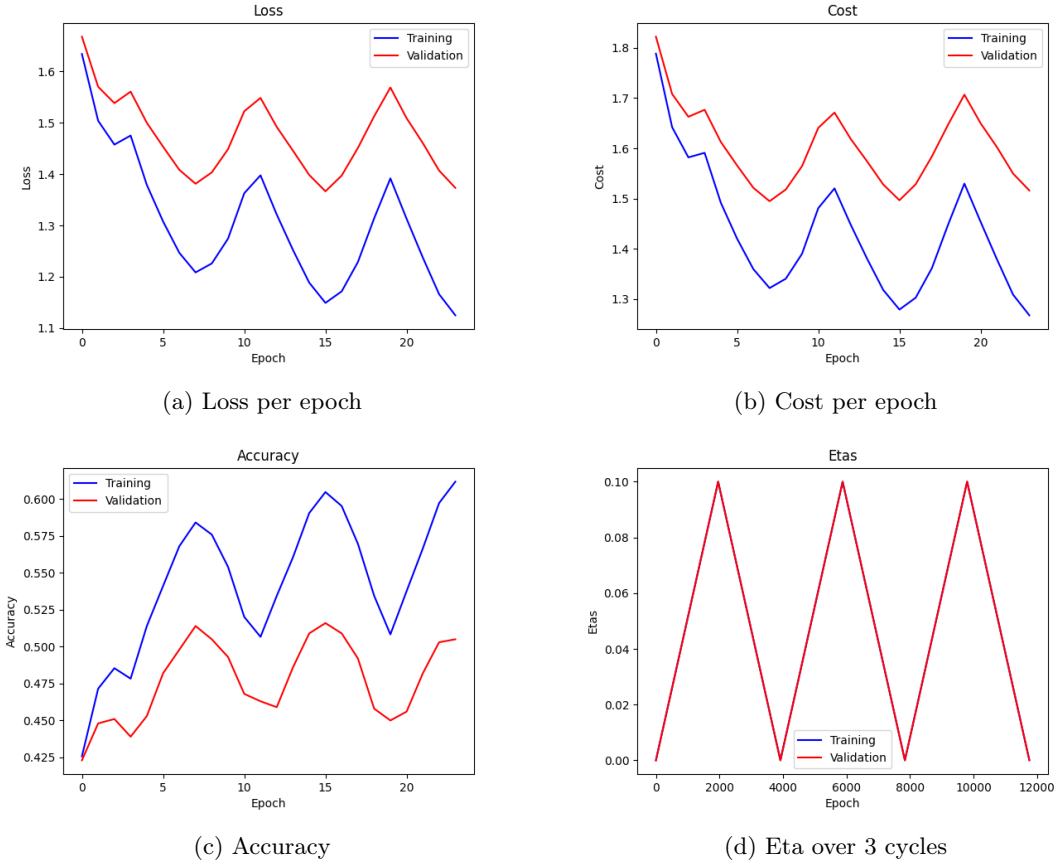 Loss
Training
Validation
1.6
1.5
1.4
1.3
1.2
1.1
Loss
0
5
10
15
20
Epoch
(a) Loss per epoch
Cost
Training
Validation
1.8
1.7
1.6
1.5
1.4
1.3
Cost
0
5
10
15
20
Epoch
(b) Cost per epoch
Accuracy
Training
Validation
0.600
0.575
0.550
0.525
0.500
0.475
0.450
0.425
Accuracy
0
5
10
15
20
Epoch
(c) Accuracy
Etas
0.10
0.08
0.06
0.04
0.02
0.00
Etas
Training
Validation
0
2000
4000
6000
8000
10000
12000
Epoch
(d) Eta over 3 cycles